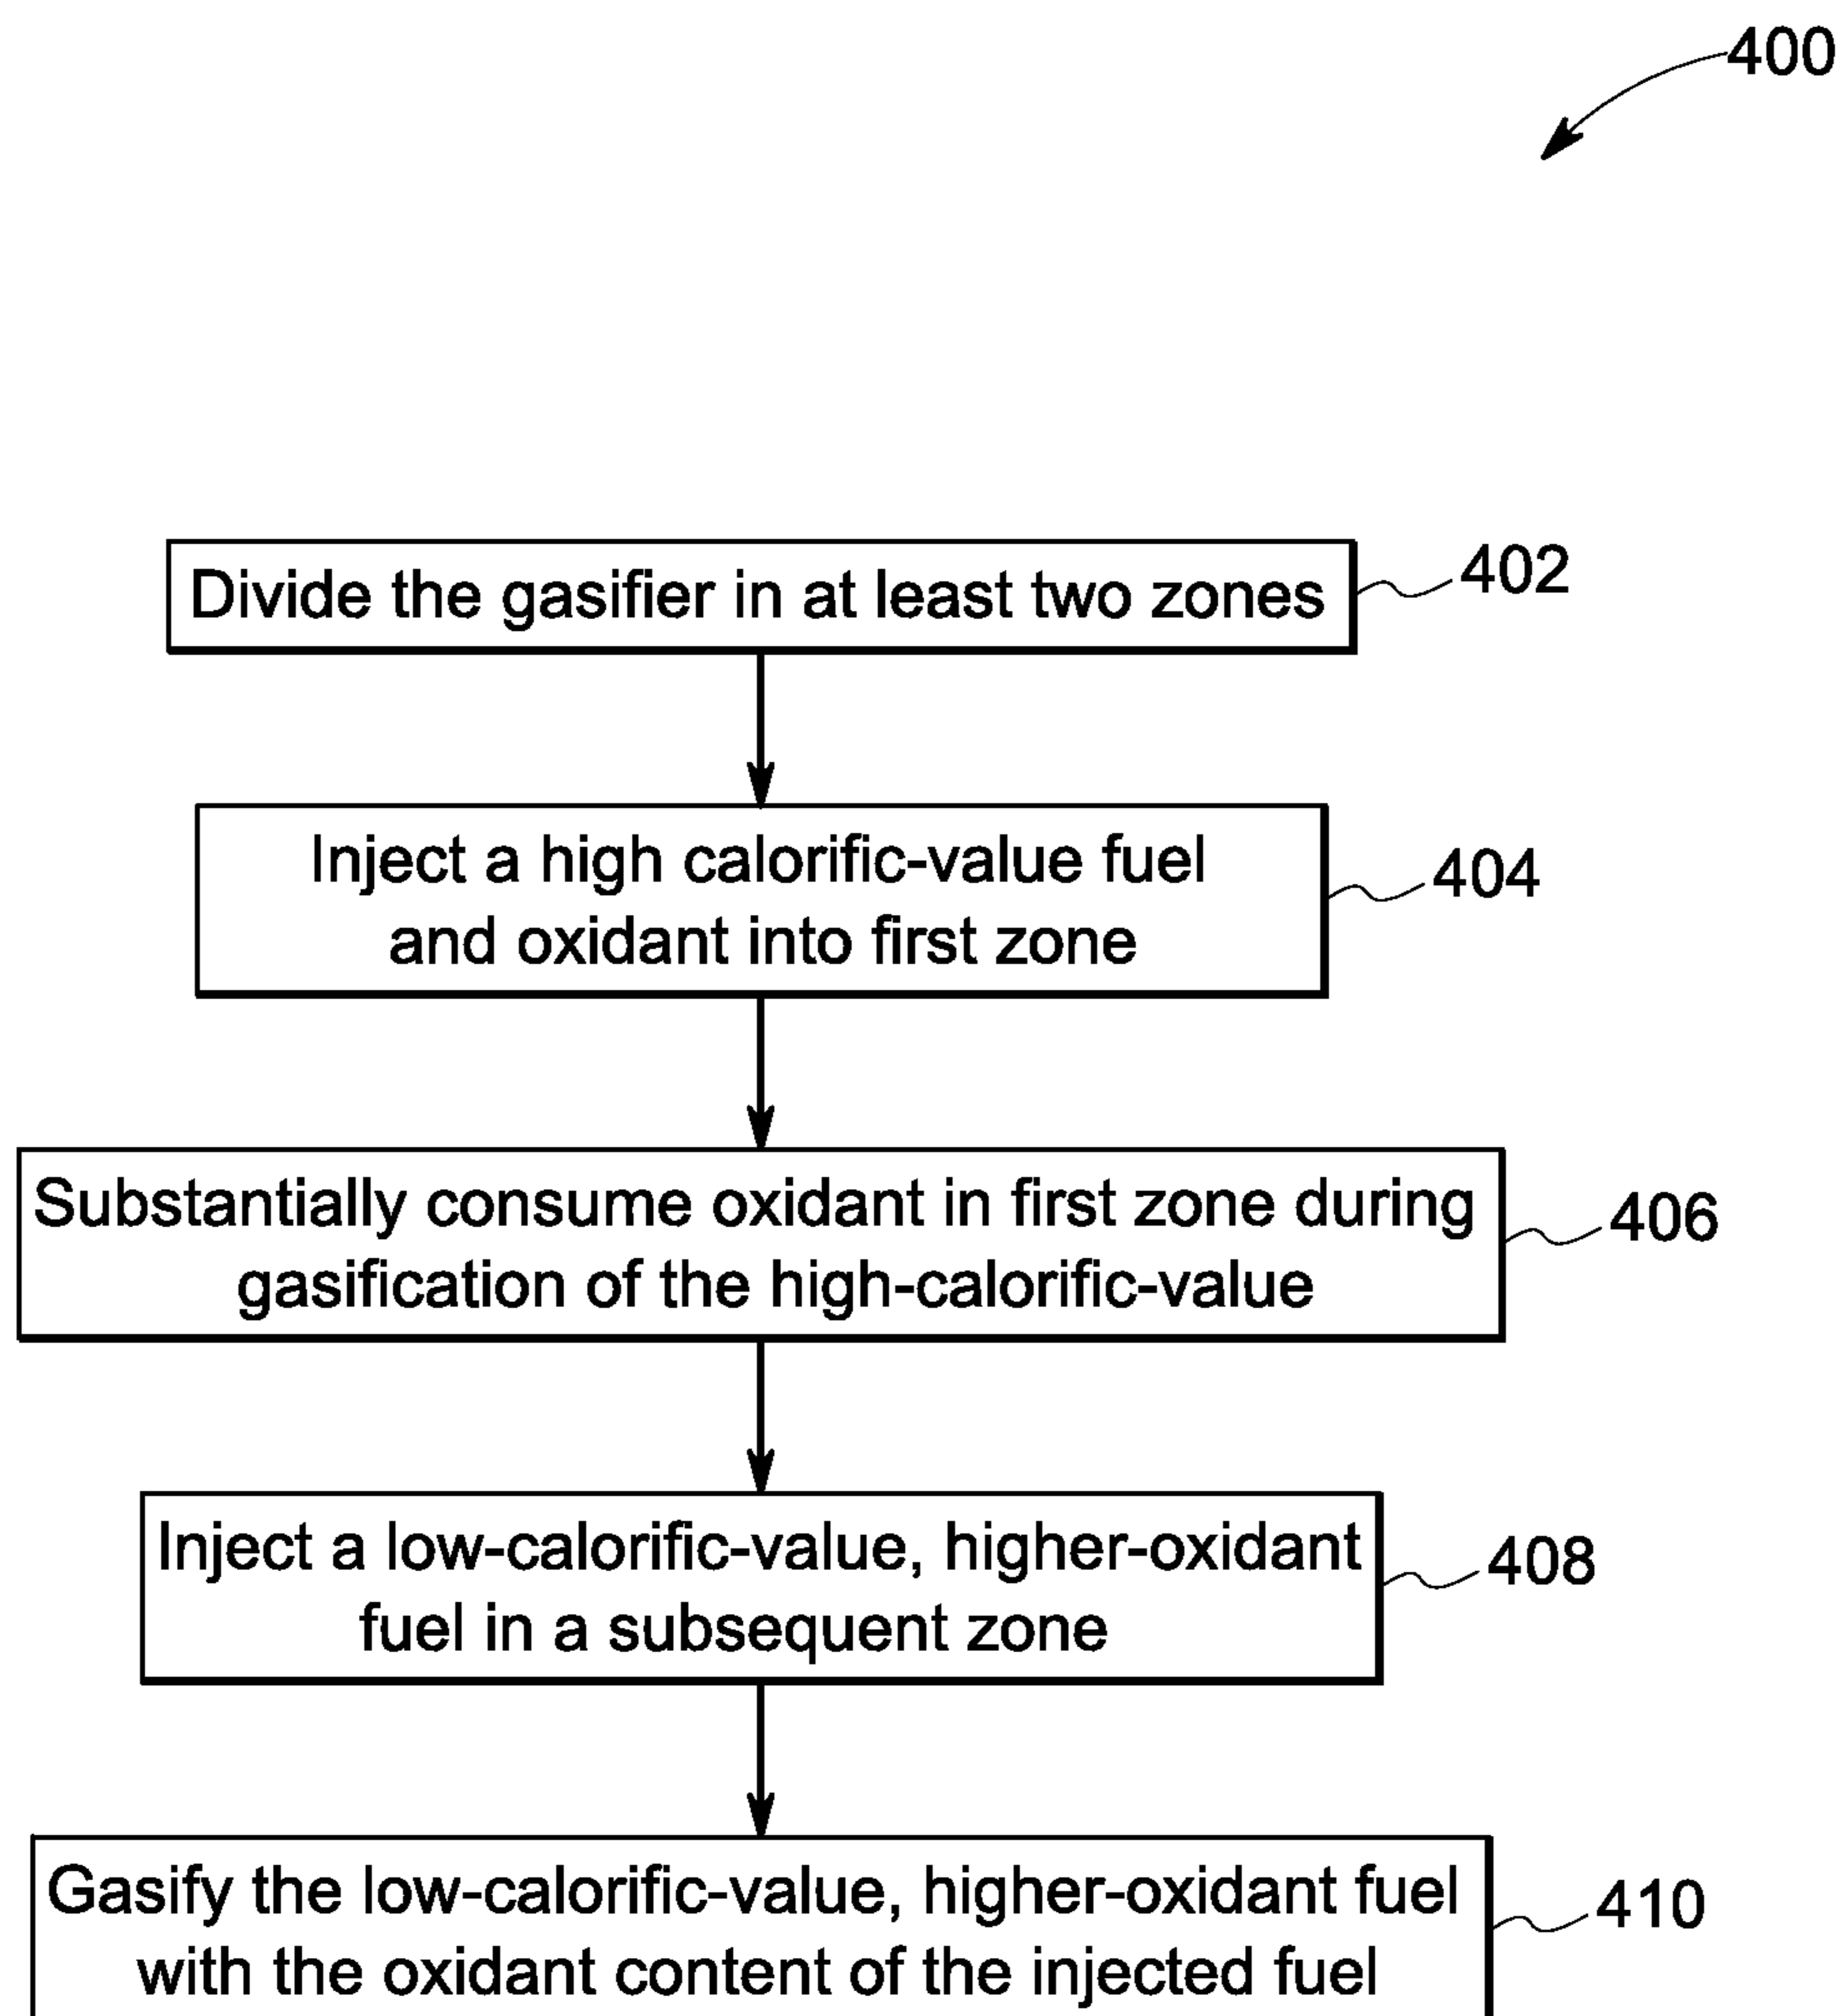 400
Divide the gasifier in at least two zones
402
Inject a high calorific-value fuel
and oxidant into first zone
404
Substantially consume oxidant in first zone during
gasification of the high-calorific-value
406
Inject a low-calorific-value, higher-oxidant
fuel in a subsequent zone
408
Gasify the low-calorific-value, higher-oxidant fuel
with the oxidant content of the injected fuel
410